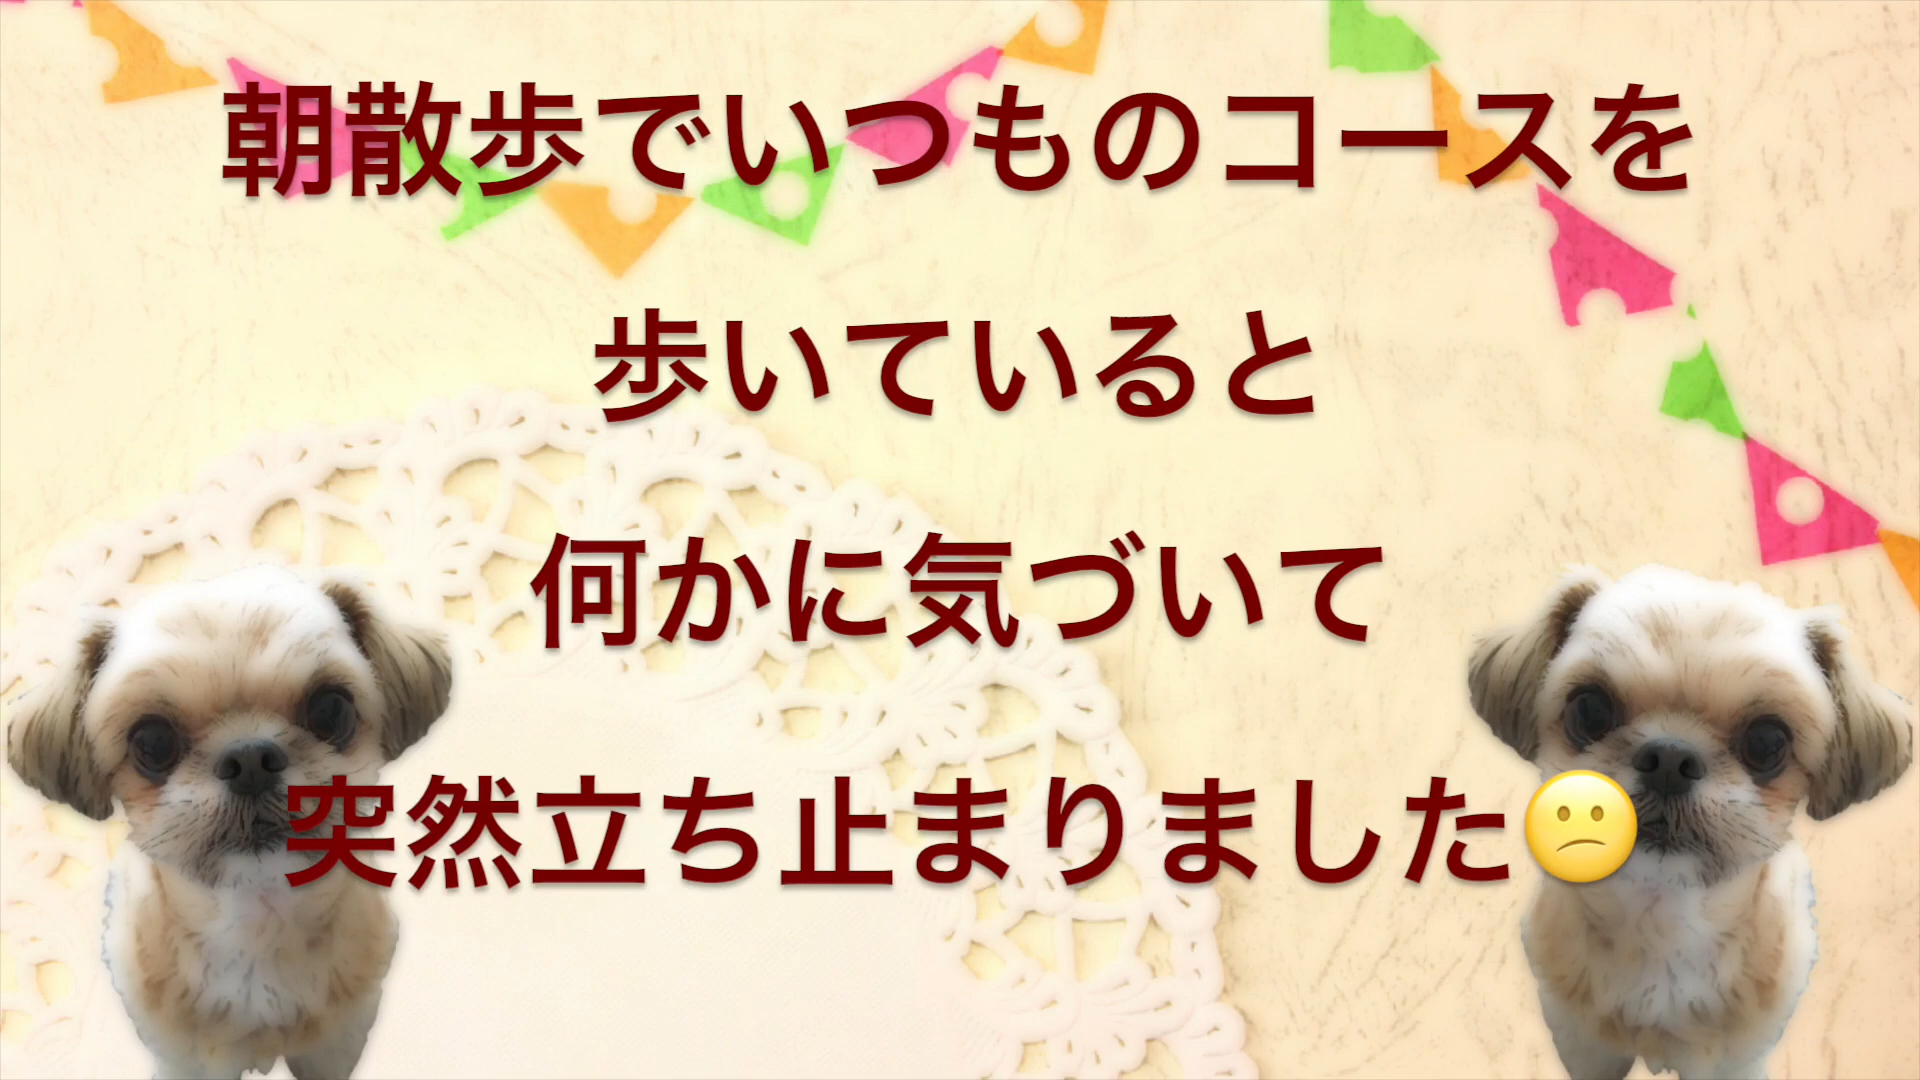 朝散歩でいつものコースを
歩いていると
何かに気づいて
突然立ち止まりました😕